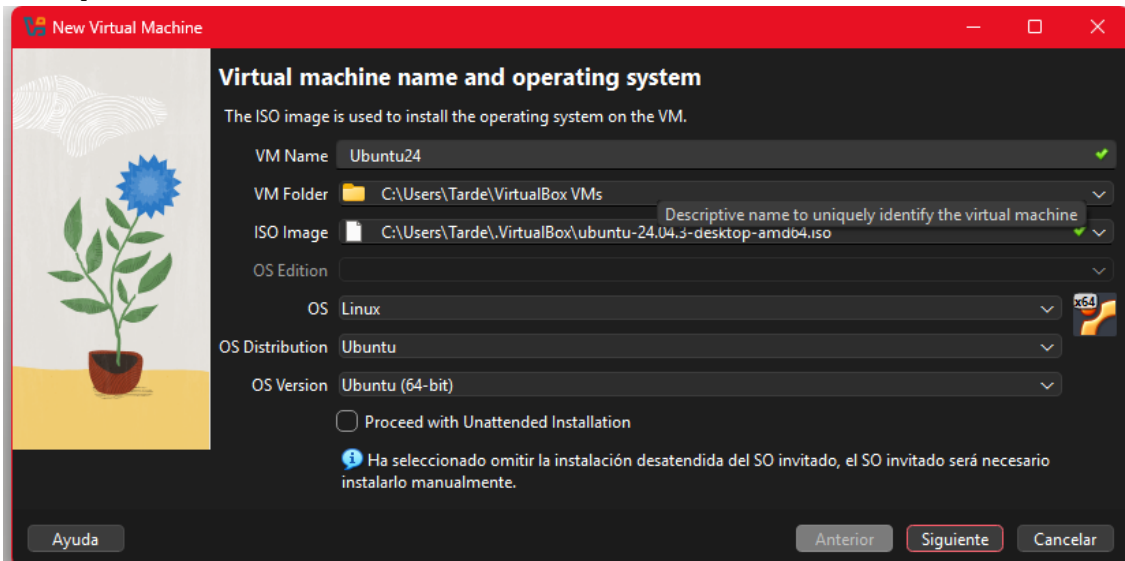 New Virtual Machine
Virtual machine name and operating system
The ISO image is used to install the operating system on the VM.
VM Name Ubuntu24
VM Folder C:\Users\Tarde\VirtualBox VMs
Descriptive name to uniquely identify the virtual machine
ISO Image C:\Users\Tarde\.VirtualBox\ubuntu-24.04.3-desktop-amd64.iso
OS Edition
OS Linux
x64
OS Distribution Ubuntu
OS Version Ubuntu (64-bit)
Proceed with Unattended Installation
Ha seleccionado omitir la instalación desatendida del SO invitado, el SO invitado será necesario
instalarlo manualmente.
Ayuda Anterior Siguiente Cancelar